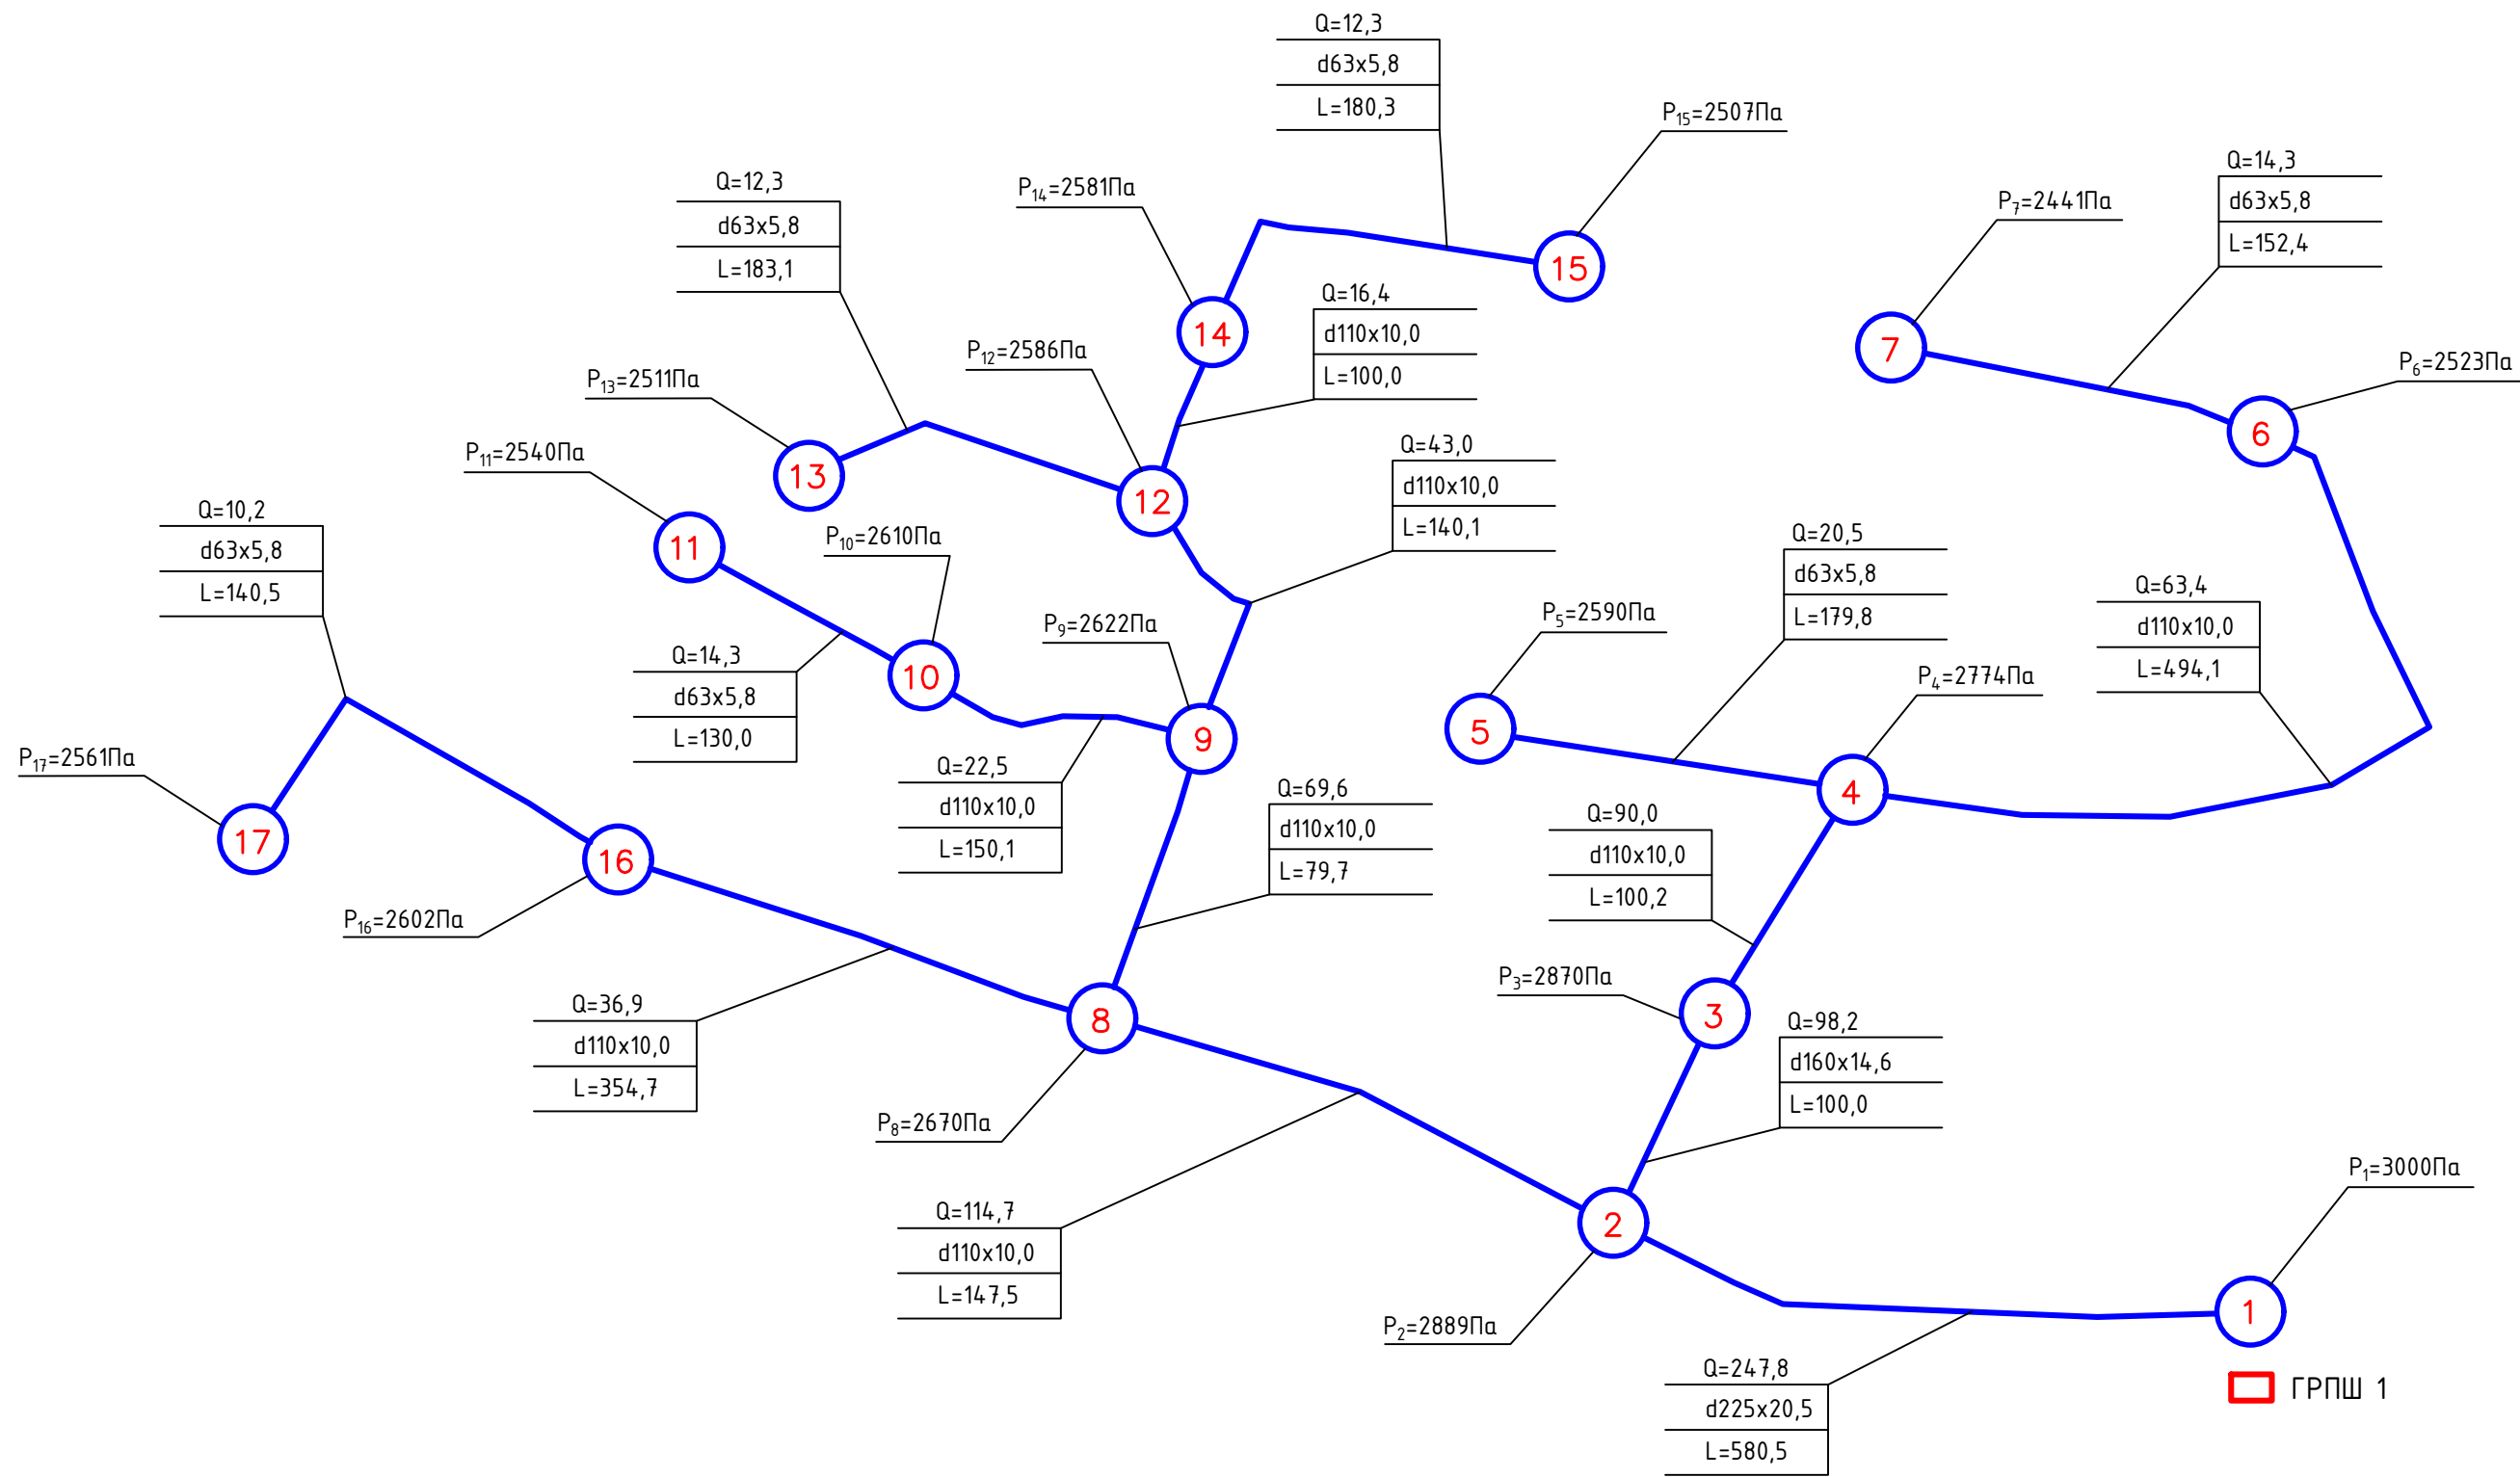 Q=12,3
d63x5,8
L=180,3
P15=2507Па
Q=14,3
d63x5,8
L=152,4
P7=2441Па
Q=12,3
d63x5,8
L=183,1
P14=2581Па
15
Q=16,4
d110x10,0
L=100,0
14
7
P12=2586Па
P6=2523Па
P13=2511Па
6
Q=43,0
d110x10,0
L=140,1
P11=2540Па
13
12
Q=10,2
d63x5,8
L=140,5
11
P10=2610Па
Q=20,5
d63x5,8
L=179,8
Q=63,4
d110x10,0
L=494,1
P5=2590Па
P9=2622Па
Q=14,3
d63x5,8
L=130,0
10
P4=2774Па
9
5
P17=2561Па
Q=22,5
d110x10,0
L=150,1
Q=69,6
d110x10,0
L=79,7
4
Q=90,0
d110x10,0
L=100,2
17
16
P16=2602Па
P3=2870Па
Q=36,9
d110x10,0
L=354,7
8
3
Q=98,2
d160x14,6
L=100,0
P8=2670Па
P1=3000Па
Q=114,7
d110x10,0
L=147,5
2
P2=2889Па
1
Q=247,8
d225x20,5
L=580,5
ГРПШ 1